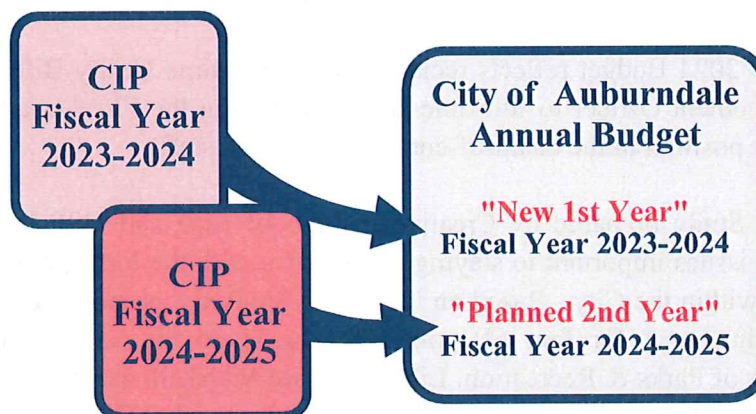 CIP
Fiscal Year
2023-2024
CIP
Fiscal Year
2024-2025
City of Auburndale
Annual Budget
"New 1st Year"
Fiscal Year 2023-2024
"Planned 2nd Year"
Fiscal Year 2024-2025